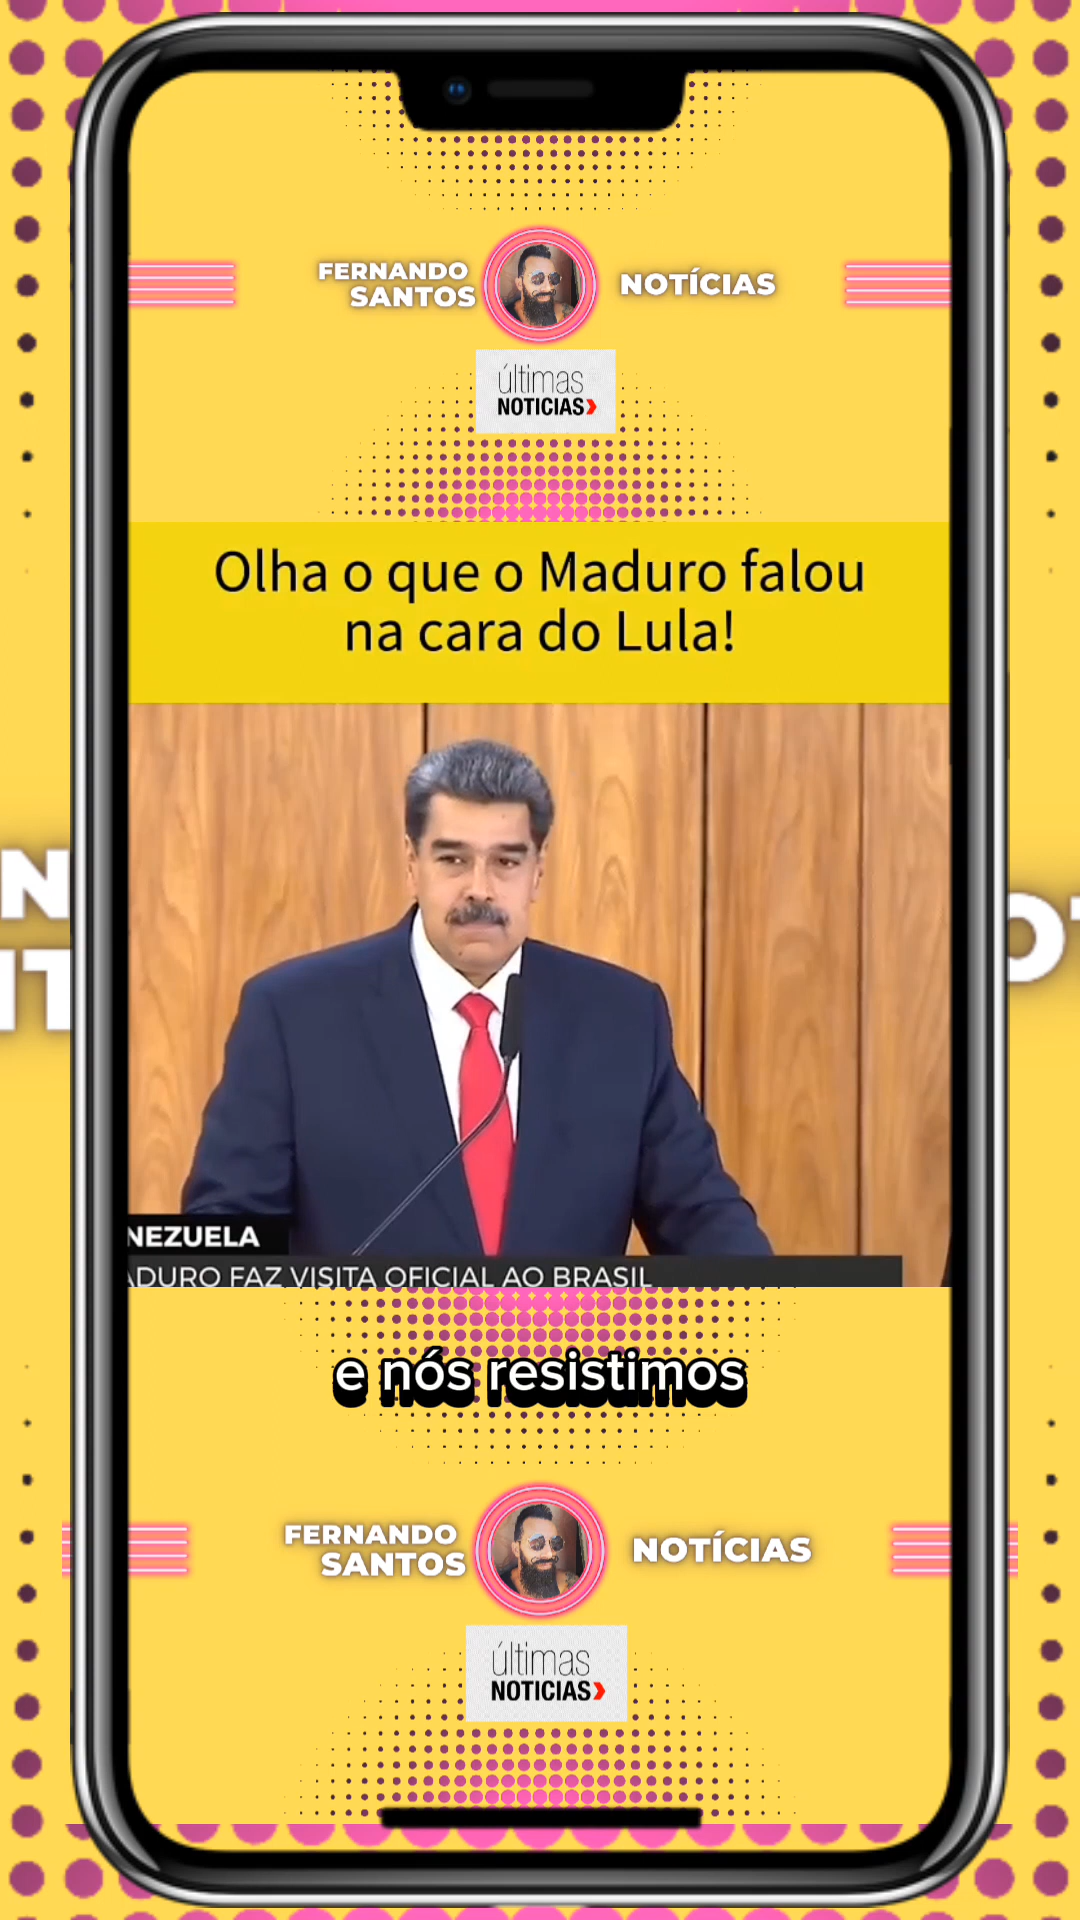 FERNANDO
SANTOS
NOTÍCIAS
últimas
NOTICIAS
Olha o que o Maduro falou
na cara do Lula!
NEZUELA
ADURO FAZ VISITA OFICIAL AO BRASIL
e nós resistimos
FERNANDO
SANTOS
NOTÍCIAS
últimas
NOTICIAS